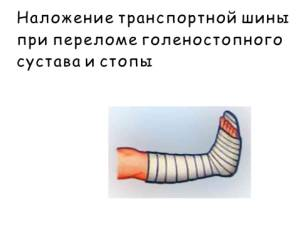 Наложение транспортной шины
при переломе голеностопного
сустава и стопы